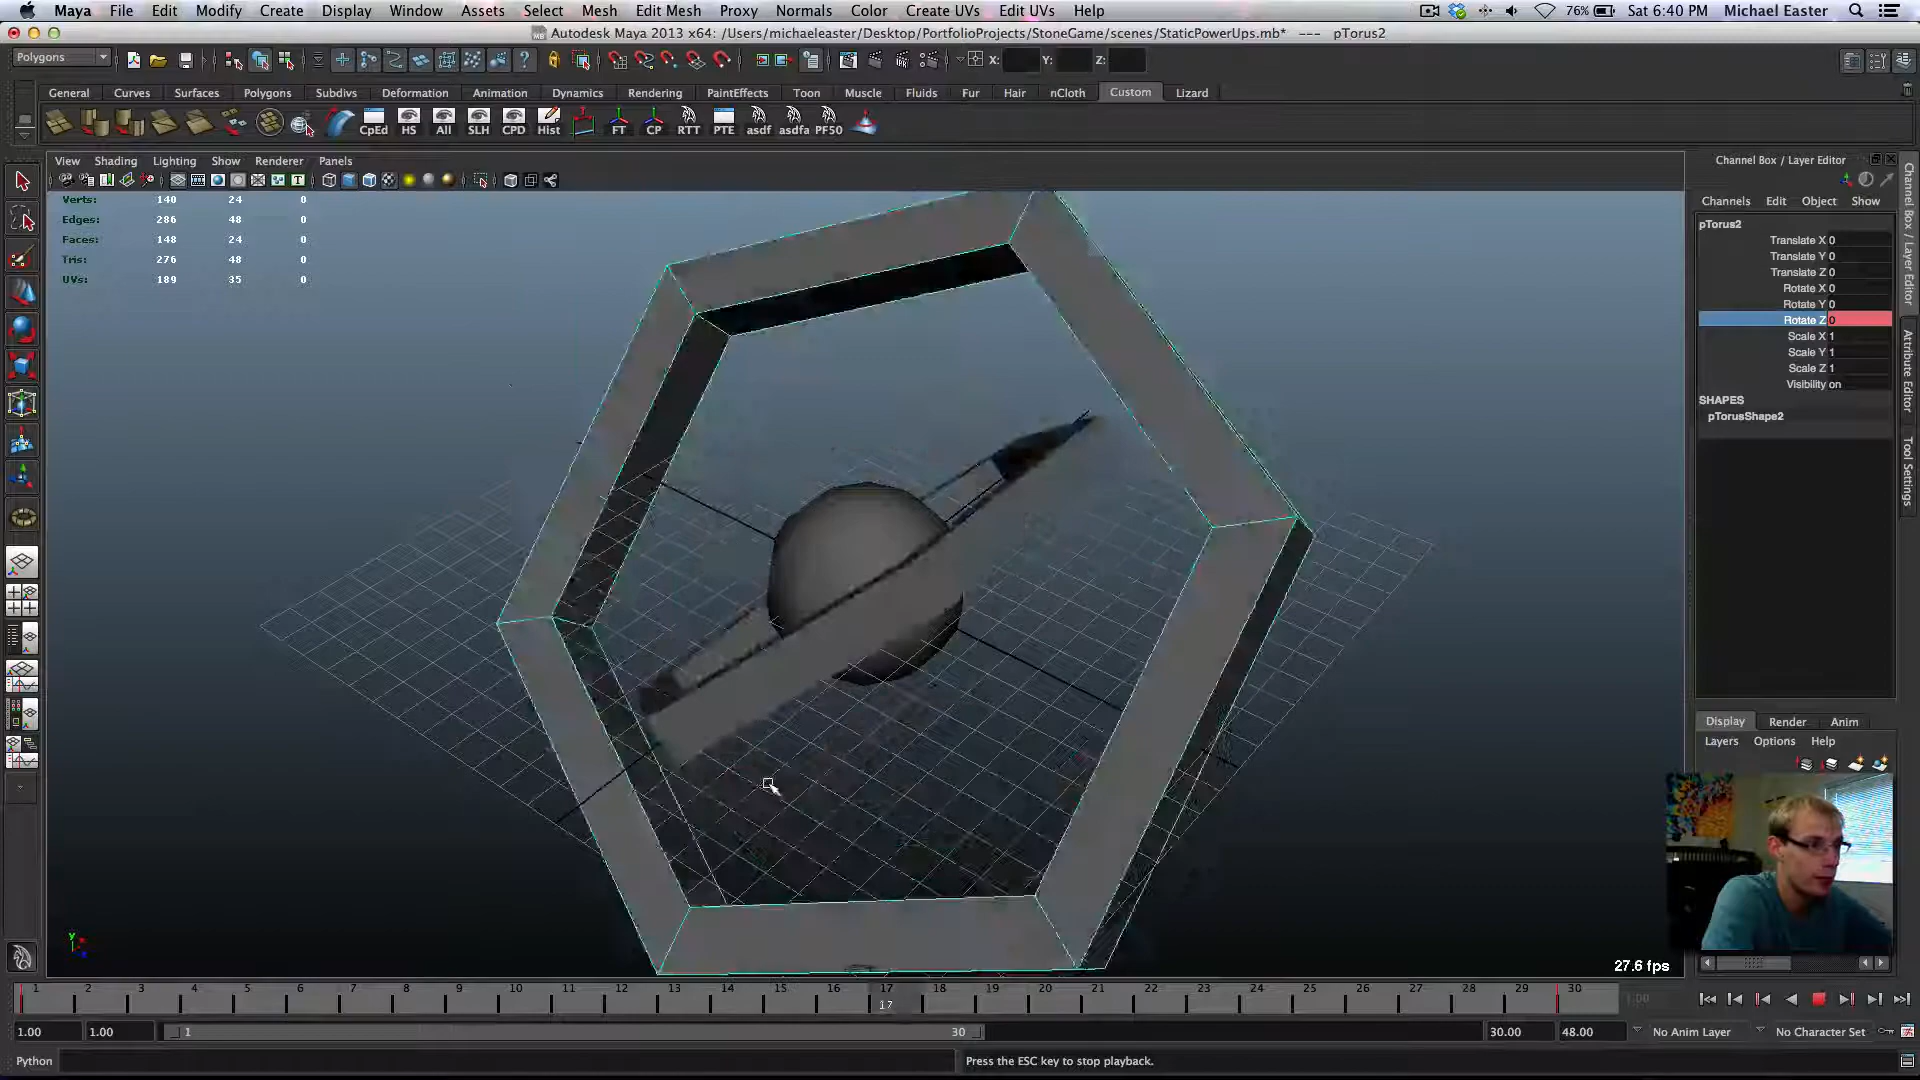 Maya File Edit Modify Create Display Window Assets Select Mesh Edit Mesh Proxy Normals Color Create UVs Edit UVs Help 76% Sat 6:40 PM Michael Easter
Autodesk Maya 2013 x64: /Users/michaeleaster/Desktop/PortfolioProjects/StoneGame/scenes/StaticPowerUps.mb* --- pTorus2
Polygons X: Y: Z:
General Curves Surfaces Polygons Subdivs Deformation Animation Dynamics Rendering PaintEffects Toon Muscle Fluids Fur Hair nCloth Custom Lizard
CpEd HS All SLH CPD Hist FT CP RTT PTE asdf asdfa PF50
View Shading Lighting Show Renderer Panels
Verts: 140 24 0
Edges: 286 48 0
Faces: 148 24 0
Tris: 276 48 0
UVs: 189 35 0
27.6 fps
Channel Box / Layer Editor
Channels Edit Object Show
pTorus2
Translate X 0
Translate Y 0
Translate Z 0
Rotate X 0
Rotate Y 0
Rotate Z 0
Scale X 1
Scale Y 1
Scale Z 1
Visibility on
SHAPES
pTorusShape2
Channel Box / Layer Editor
Attribute Editor
Tool Settings
Display Render Anim
Layers Options Help
1 2 3 4 5 6 7 8 9 10 11 12 13 14 15 16 17 18 19 20 21 22 23 24 25 26 27 28 29 30 1.00
17
1.00 1.00 1 30 30.00 48.00 No Anim Layer No Character Set
Python Press the ESC key to stop playback.